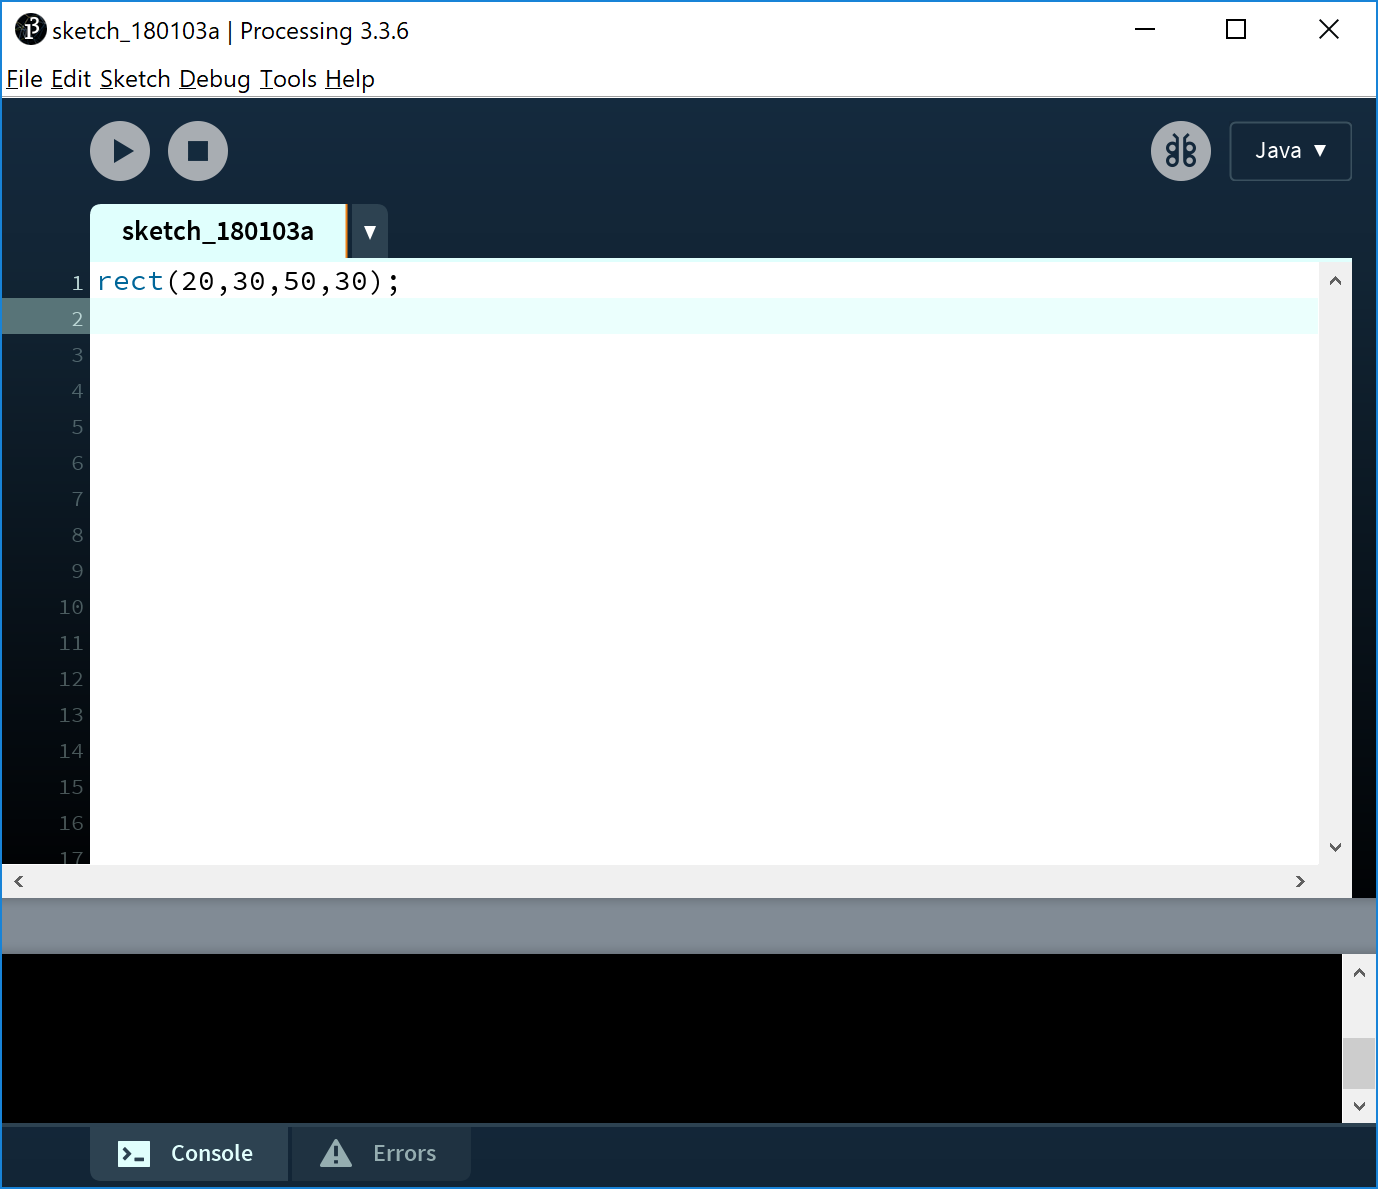 sketch_180103a | Processing 3.3.6
File Edit Sketch Debug Tools Help
Java ▼
sketch_180103a ▼
1 rect(20,30,50,30);
2
3
4
5
6
7
8
9
10
11
12
13
14
15
16
17
Console Errors